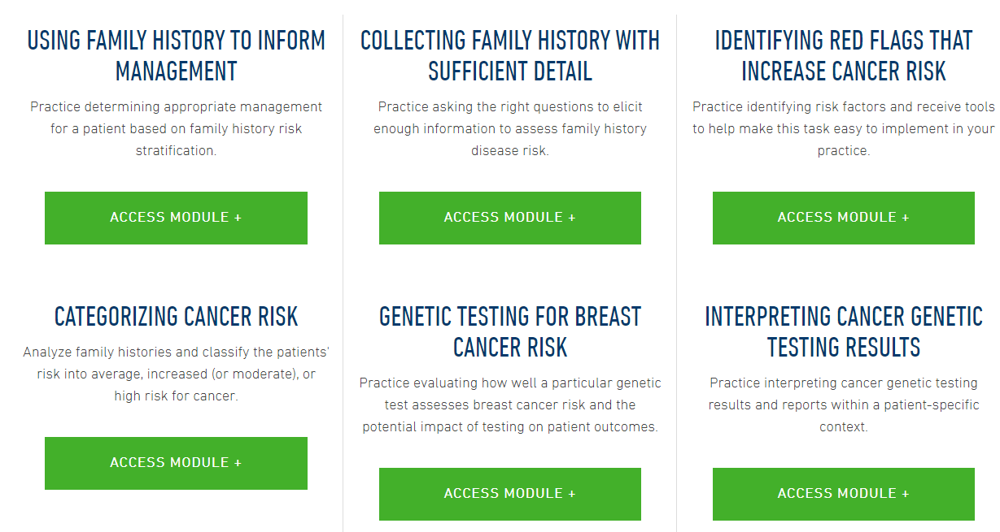 USING FAMILY HISTORY TO INFORM
MANAGEMENT
Practice determining appropriate management
for a patient based on family history risk
stratification.
ACCESS MODULE +
COLLECTING FAMILY HISTORY WITH
SUFFICIENT DETAIL
Practice asking the right questions to elicit
enough information to assess family history
disease risk.
ACCESS MODULE +
IDENTIFYING RED FLAGS THAT
INCREASE CANCER RISK
Practice identifying risk factors and receive tools
to help make this task easy to implement in your
practice.
ACCESS MODULE +
CATEGORIZING CANCER RISK
Analyze family histories and classify the patients'
risk into average, increased (or moderate), or
high risk for cancer.
ACCESS MODULE +
GENETIC TESTING FOR BREAST
CANCER RISK
Practice evaluating how well a particular genetic
test assesses breast cancer risk and the
potential impact of testing on patient outcomes.
ACCESS MODULE +
INTERPRETING CANCER GENETIC
TESTING RESULTS
Practice interpreting cancer genetic testing
results and reports within a patient-specific
context.
ACCESS MODULE +